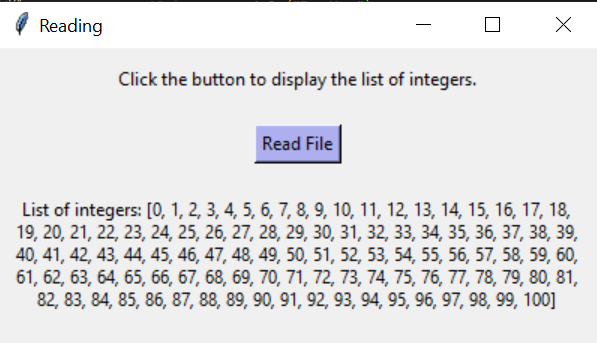 Reading
Click the button to display the list of integers.
Read File
List of integers: [0, 1, 2, 3, 4, 5, 6, 7, 8, 9, 10, 11, 12, 13, 14, 15, 16, 17, 18,
19, 20, 21, 22, 23, 24, 25, 26, 27, 28, 29, 30, 31, 32, 33, 34, 35, 36, 37, 38, 39,
40, 41, 42, 43, 44, 45, 46, 47, 48, 49, 50, 51, 52, 53, 54, 55, 56, 57, 58, 59, 60,
61, 62, 63, 64, 65, 66, 67, 68, 69, 70, 71, 72, 73, 74, 75, 76, 77, 78, 79, 80, 81,
82, 83, 84, 85, 86, 87, 88, 89, 90, 91, 92, 93, 94, 95, 96, 97, 98, 99, 100]